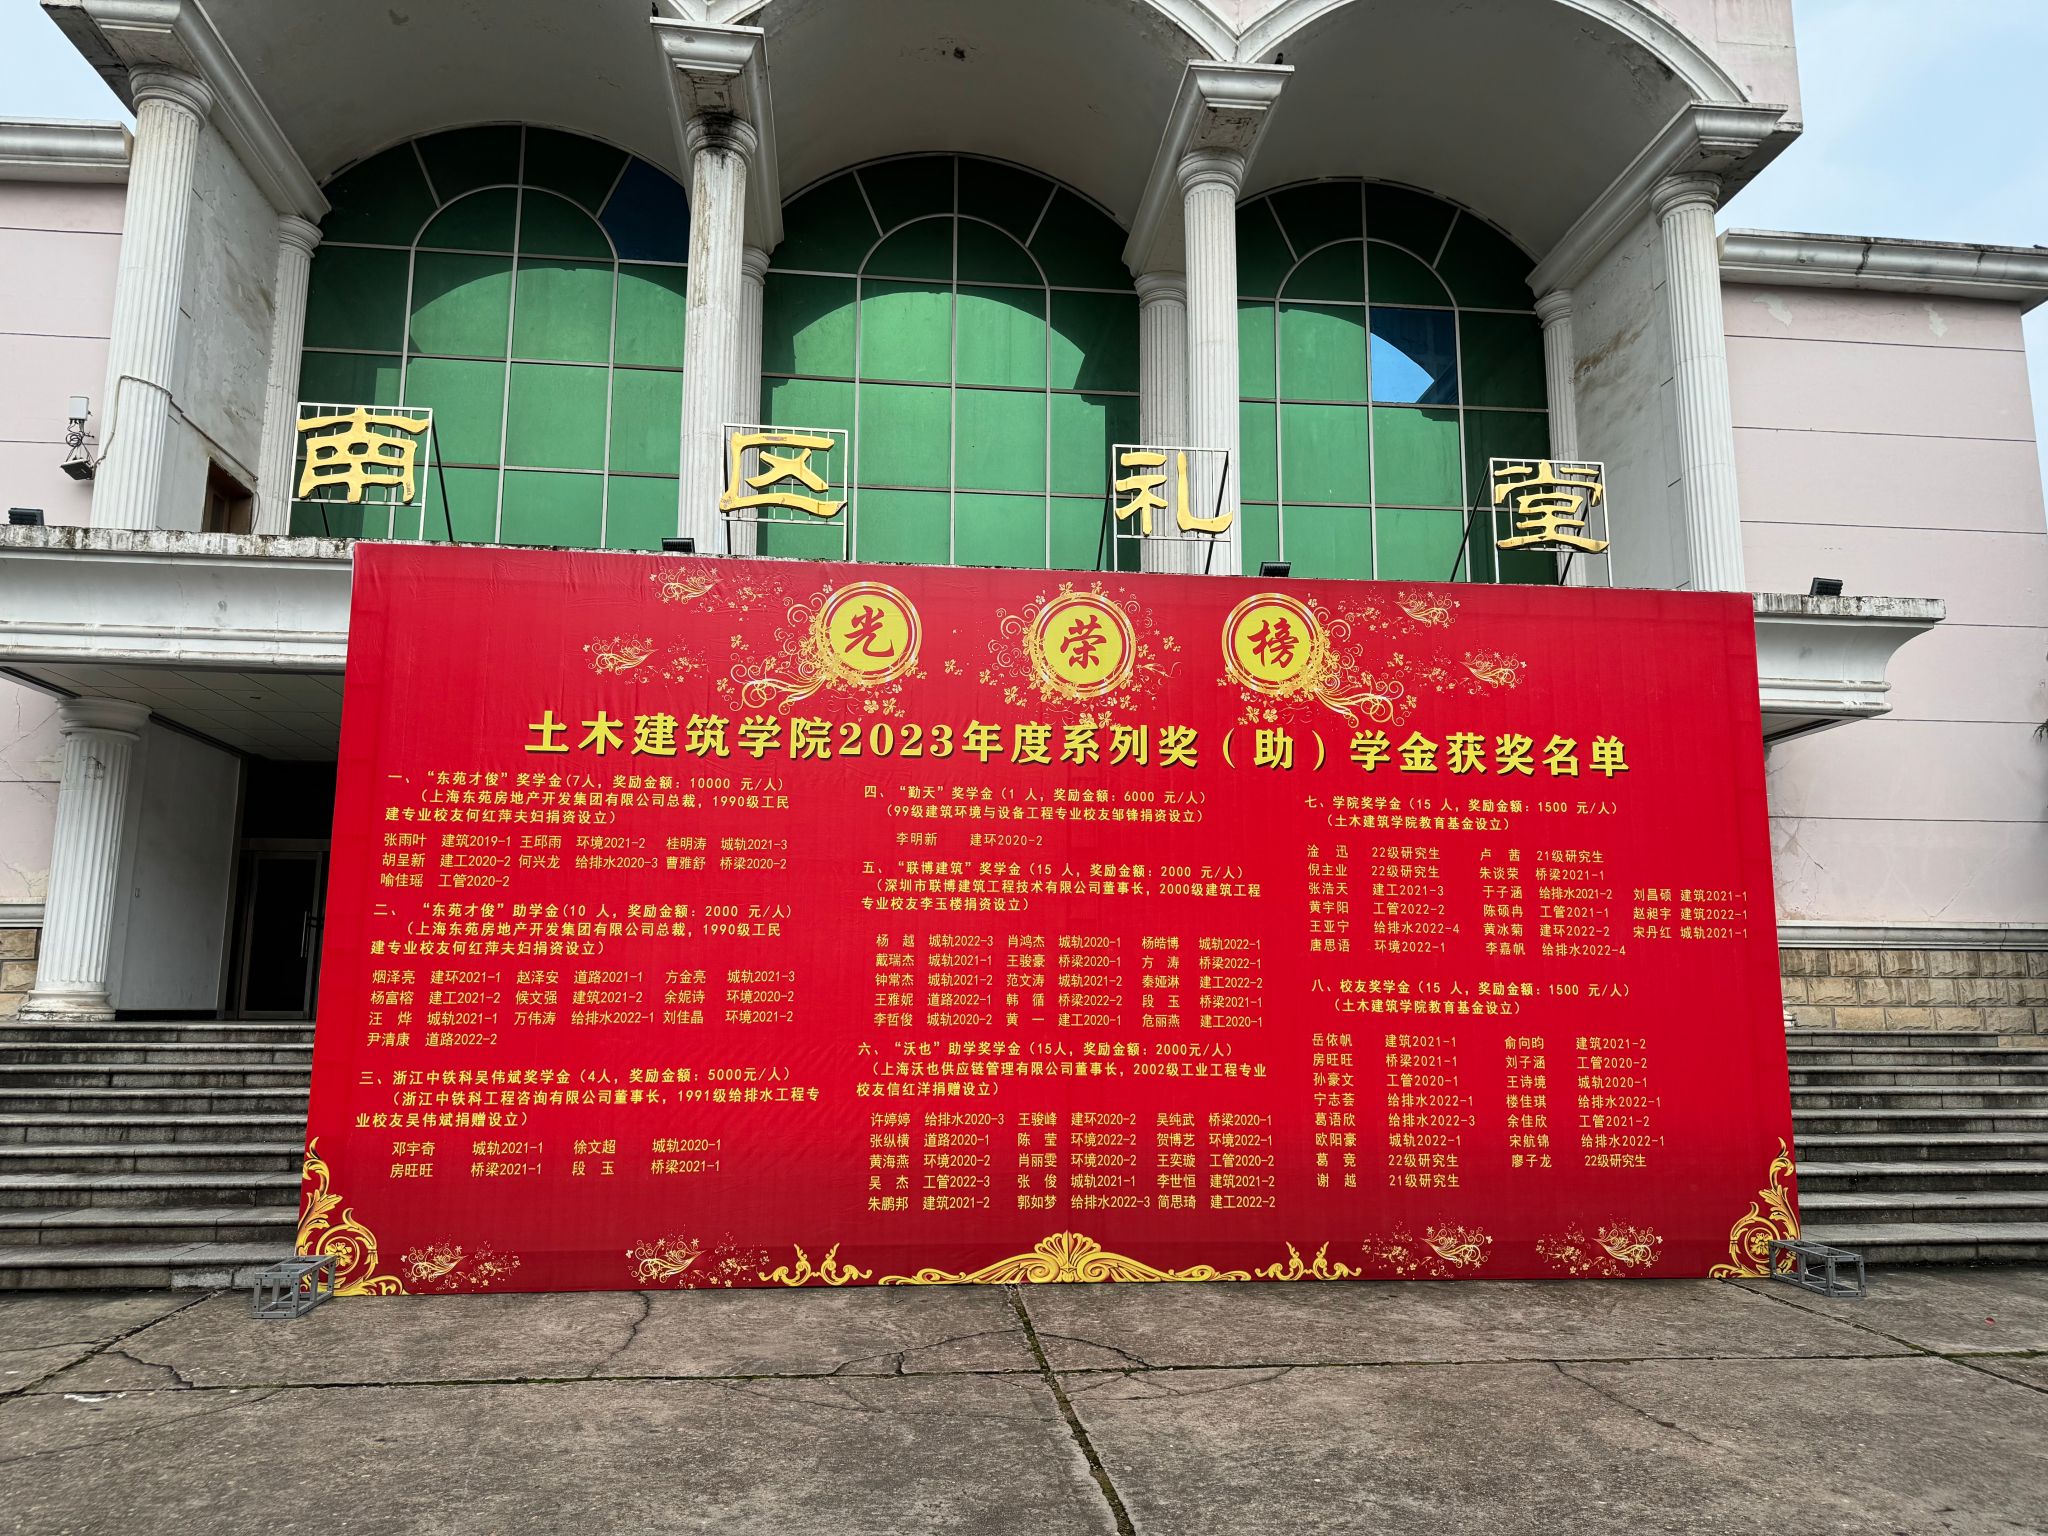 南区礼堂
光荣榜
土木建筑学院2023年度系列奖（助）学金获奖名单
一、“东苑才俊”奖学金(7人，奖励金额：10000 元/人)
（上海东苑房地产开发集团有限公司总裁，1990级工民
建专业校友何红萍夫妇捐资设立）
张雨叶 建筑2019-1 王邱雨 环境2021-2 桂明涛 城轨2021-3
胡呈新 建工2020-2 何兴龙 给排水2020-3 曹雅舒 桥梁2020-2
喻佳瑶 工管2020-2
二、 “东苑才俊”助学金(10 人，奖励金额：2000 元/人)
（上海东苑房地产开发集团有限公司总裁，1990级工民
建专业校友何红萍夫妇捐资设立）
烟泽亮 建环2021-1 赵泽安 道路2021-1 方金亮 城轨2021-3
杨富榕 建工2021-2 候文强 建筑2021-2 余妮诗 环境2020-2
汪 烨 城轨2021-1 万伟涛 给排水2022-1 刘佳晶 环境2021-2
尹清康 道路2022-2
三、浙江中铁科吴伟斌奖学金（4人，奖励金额：5000元/人）
（浙江中铁科工程咨询有限公司董事长，1991级给排水工程专
业校友吴伟斌捐赠设立）
邓宇奇 城轨2021-1 徐文超 城轨2020-1
房旺旺 桥梁2021-1 段 玉 桥梁2021-1
四、“勤天”奖学金（1 人，奖励金额：6000 元/人）
（99级建筑环境与设备工程专业校友邹锋捐资设立）
李明新 建环2020-2
五、“联博建筑”奖学金（15 人，奖励金额：2000 元/人）
（深圳市联博建筑工程技术有限公司董事长，2000级建筑工程
专业校友李玉楼捐资设立）
杨 越 城轨2022-3 肖鸿杰 城轨2020-1 杨皓博 城轨2022-1
戴瑞杰 城轨2021-1 王骏豪 桥梁2020-1 方 涛 桥梁2022-1
钟常杰 城轨2021-2 范文涛 城轨2021-2 秦娅淋 建工2022-2
王雅妮 道路2022-1 韩 循 桥梁2022-2 段 玉 桥梁2021-1
李哲俊 城轨2020-2 黄 一 建工2020-1 危丽燕 建工2020-1
六、“沃也”助学奖学金（15人，奖励金额：2000元/人）
（上海沃也供应链管理有限公司董事长，2002级工业工程专业
校友信红洋捐赠设立）
许婷婷 给排水2020-3 王骏峰 建环2020-2 吴纯武 桥梁2020-1
张纵横 道路2020-1 陈 莹 环境2022-2 贺博艺 环境2022-1
黄海燕 环境2020-2 肖丽雯 环境2020-2 王奕璇 工管2020-2
吴 杰 工管2022-3 张 俊 城轨2021-1 李世恒 建筑2021-2
朱鹏邦 建筑2021-2 郭如梦 给排水2022-3 简思琦 建工2022-2
七、学院奖学金（15 人，奖励金额：1500 元/人）
（土木建筑学院教育基金设立）
淦 迅 22级研究生 卢 茜 21级研究生
倪主业 22级研究生 朱谈荣 桥梁2021-1
张浩天 建工2021-3 于子涵 给排水2021-2 刘昌硕 建筑2021-1
黄宇阳 工管2022-2 陈硕冉 工管2021-1 赵昶宇 建筑2022-1
王亚宁 给排水2022-4 黄冰菊 建环2022-2 宋丹红 城轨2021-1
唐思语 环境2022-1 李嘉帆 给排水2022-4
八、校友奖学金（15 人，奖励金额：1500 元/人）
（土木建筑学院教育基金设立）
岳依帆 建筑2021-1 俞向昀 建筑2021-2
房旺旺 桥梁2021-1 刘子涵 工管2020-2
孙豪文 工管2020-1 王诗境 城轨2020-1
宁志荟 给排水2022-1 楼佳琪 给排水2022-1
葛语欣 给排水2022-3 余佳欣 工管2021-2
欧阳豪 城轨2022-1 宋航锦 给排水2022-1
葛 竞 22级研究生 廖子龙 22级研究生
谢 越 21级研究生